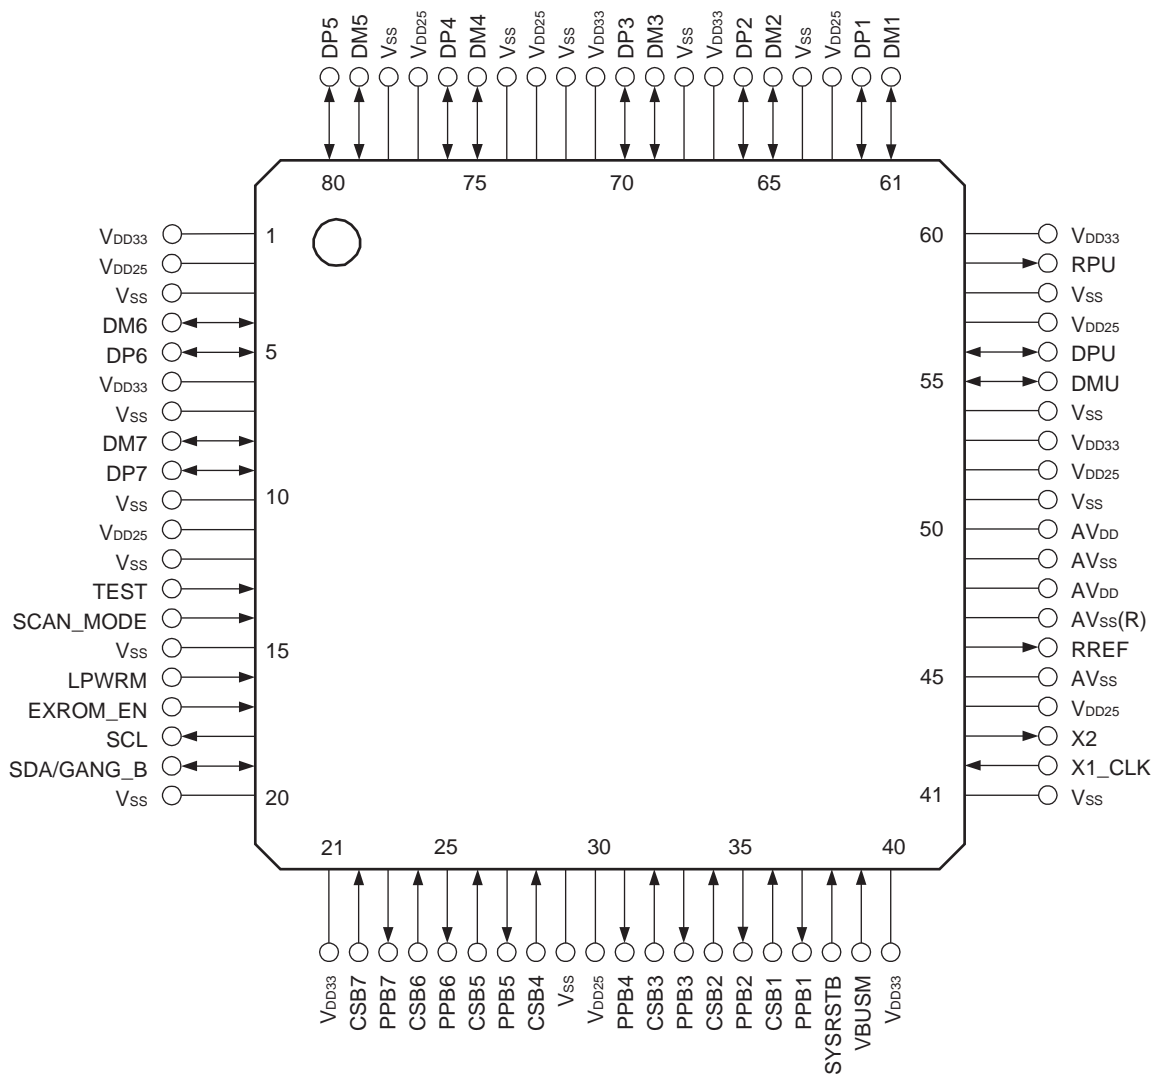 DP5 DM5 VSS VDD25 DP4 DM4 VSS VDD25 VSS VDD33 DP3 DM3 VSS VDD33 DP2 DM2 VSS VDD25 DP1 DM1
80 75 70 65 61
VDD33 1 60 VDD33
VDD25 RPU
VSS VSS
DM6 VDD25
DP6 5 DPU
VDD33 55 DMU
VSS VSS
DM7 VDD33
DP7 VDD25
VSS 10 VSS
VDD25 50 AVDD
VSS AVSS
TEST AVDD
SCAN_MODE AVSS(R)
VSS 15 RREF
LPWRM 45 AVSS
EXROM_EN VDD25
SCL X2
SDA/GANG_B X1_CLK
VSS 20 41 VSS
21 25 30 35 40
VDD33 CSB7 PPB7 CSB6 PPB6 CSB5 PPB5 CSB4 VSS VDD25 PPB4 CSB3 PPB3 CSB2 PPB2 CSB1 PPB1 SYSRSTB VBUSM VDD33